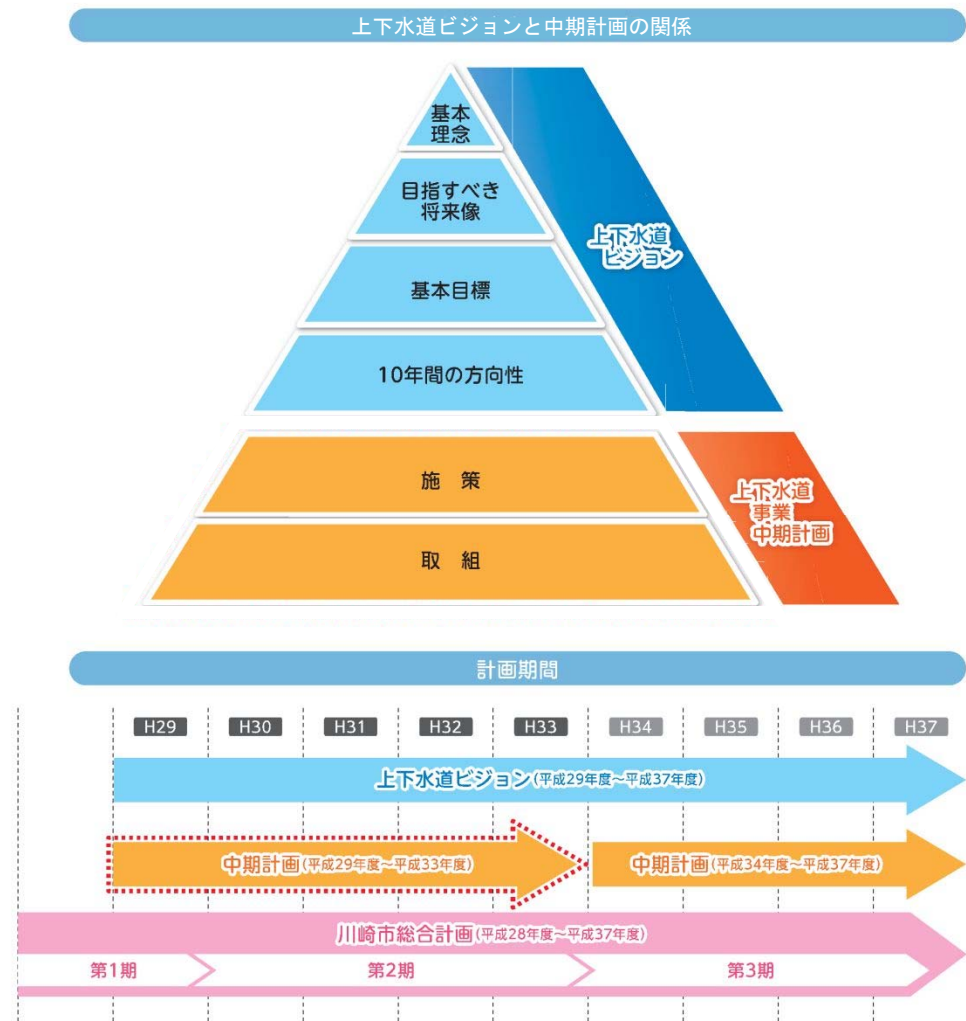 上下水道ビジョンと中期計画の関係
基本
理念
目指すべき
将来像
上下水道
ビジョン
基本目標
10年間の方向性
施 策
上下水道
事業
中期計画
取 組
計画期間
H29 H30 H31 H32 H33 H34 H35 H36 H37
上下水道ビジョン(平成29年度~平成37年度)
中期計画(平成29年度~平成33年度) 中期計画(平成34年度~平成37年度)
川崎市総合計画(平成28年度~平成37年度)
第1期 第2期 第3期